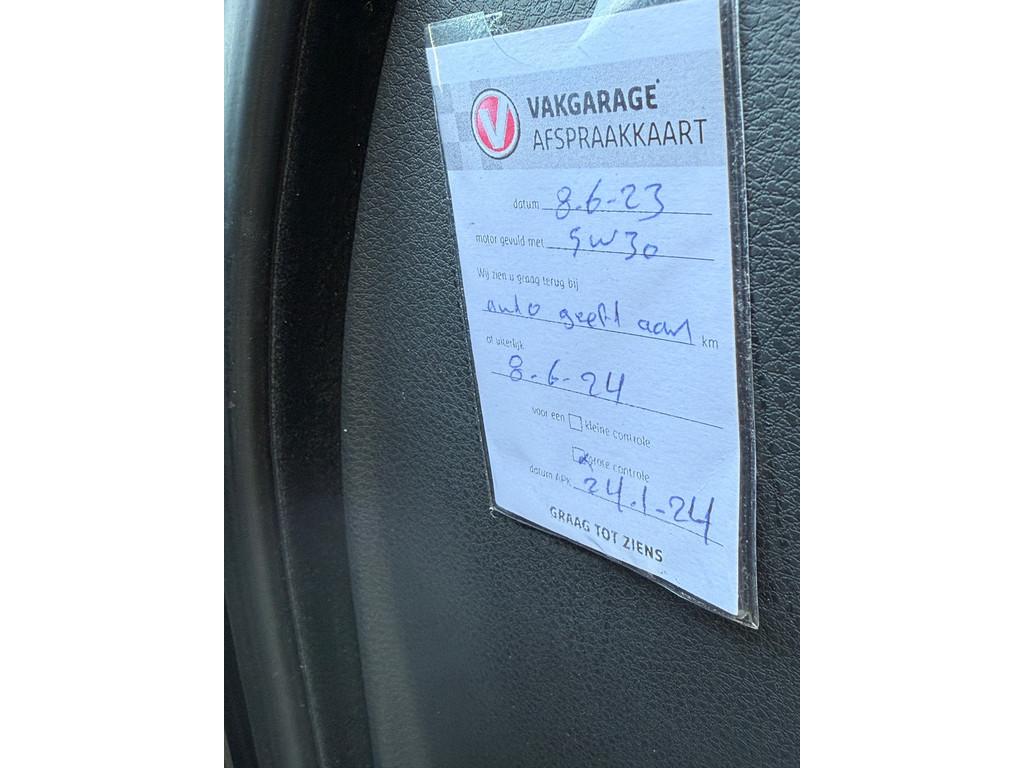 V VAKGARAGE
AFSPRAAKKAART
datum 8-6-23
motor gevuld met 5W30
Wij zien u graag terug bij
auto geeft aan km
of uiterlijk
8-6-24
voor een kleine controle
grote controle
datum APK 24-1-24
GRAAG TOT ZIENS